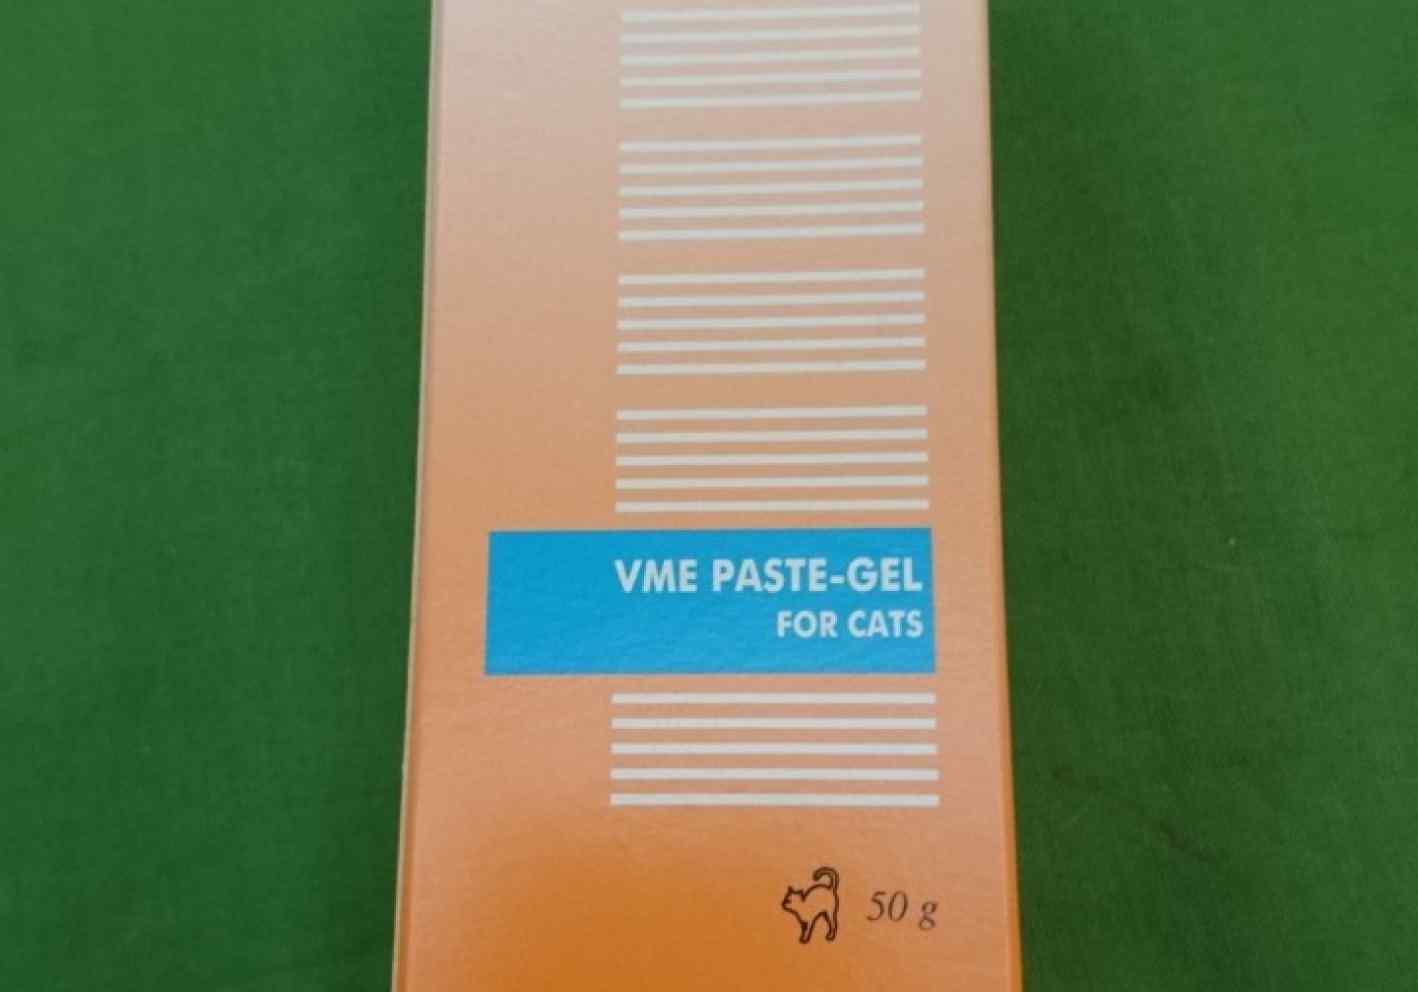 VME PASTE-GEL
FOR CATS
50 g